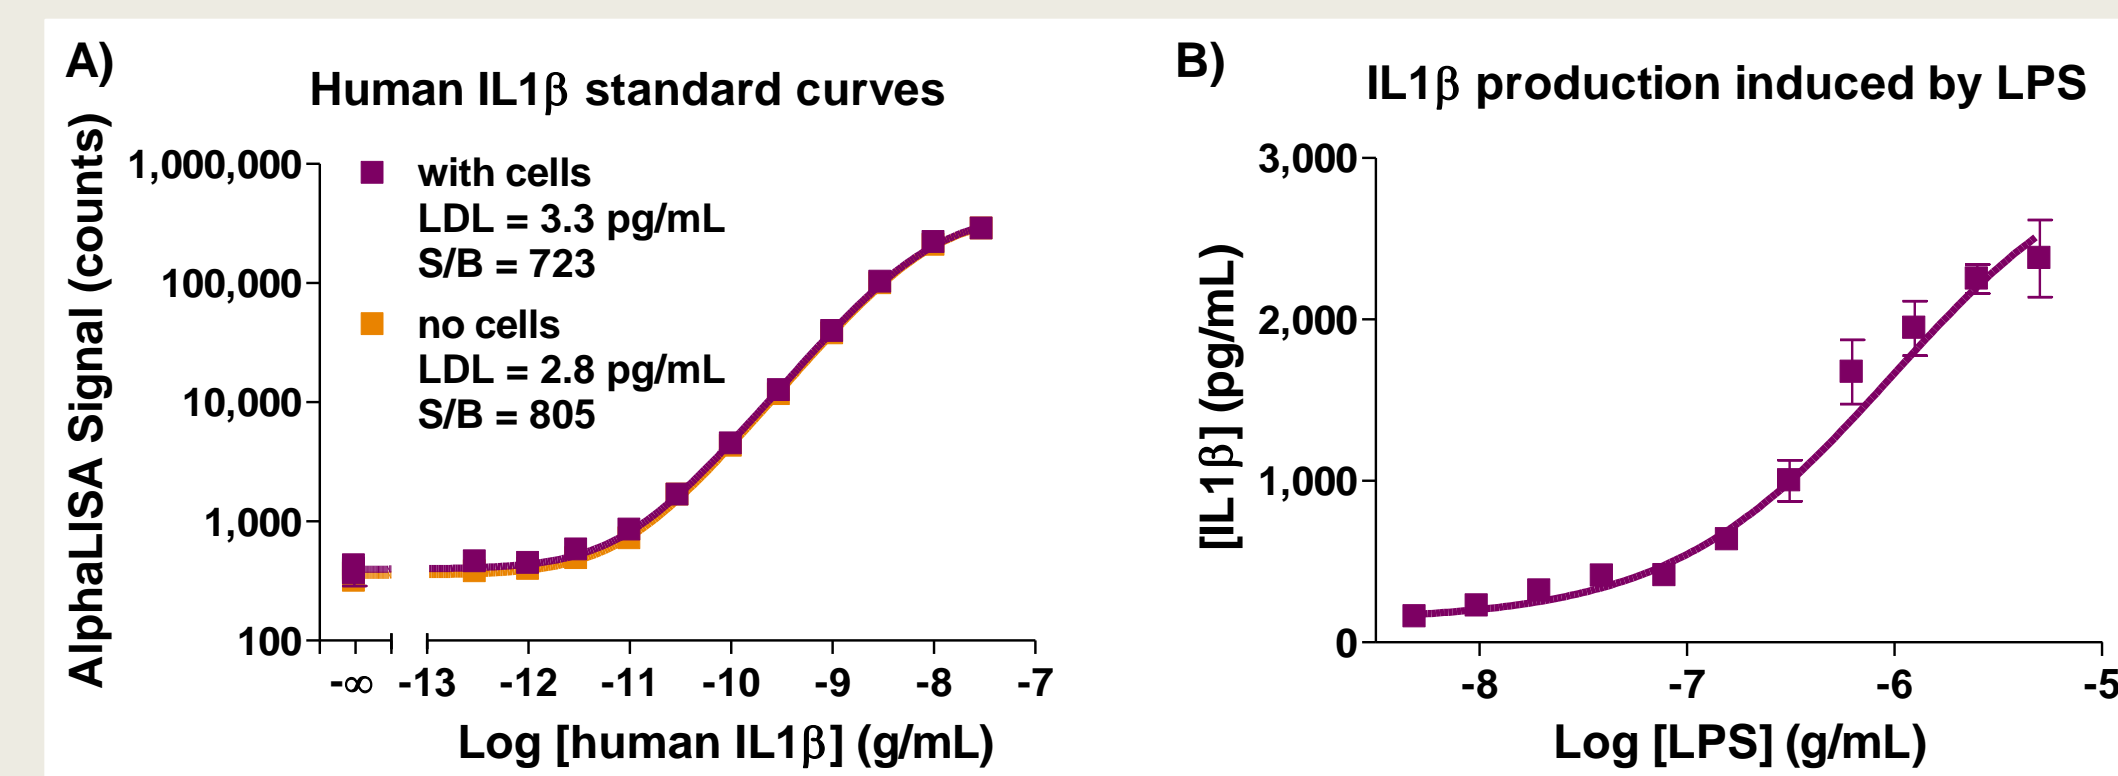 A)
Human IL1β standard curves
AlphaLISA Signal (counts)
1,000,000
100,000
10,000
1,000
100
with cells
LDL = 3.3 pg/mL
S/B = 723
no cells
LDL = 2.8 pg/mL
S/B = 805
-∞ -13 -12 -11 -10 -9 -8 -7
Log [human IL1β] (g/mL)
B)
IL1β production induced by LPS
[IL1β] (pg/mL)
3,000
2,000
1,000
0
-8 -7 -6 -5
Log [LPS] (g/mL)